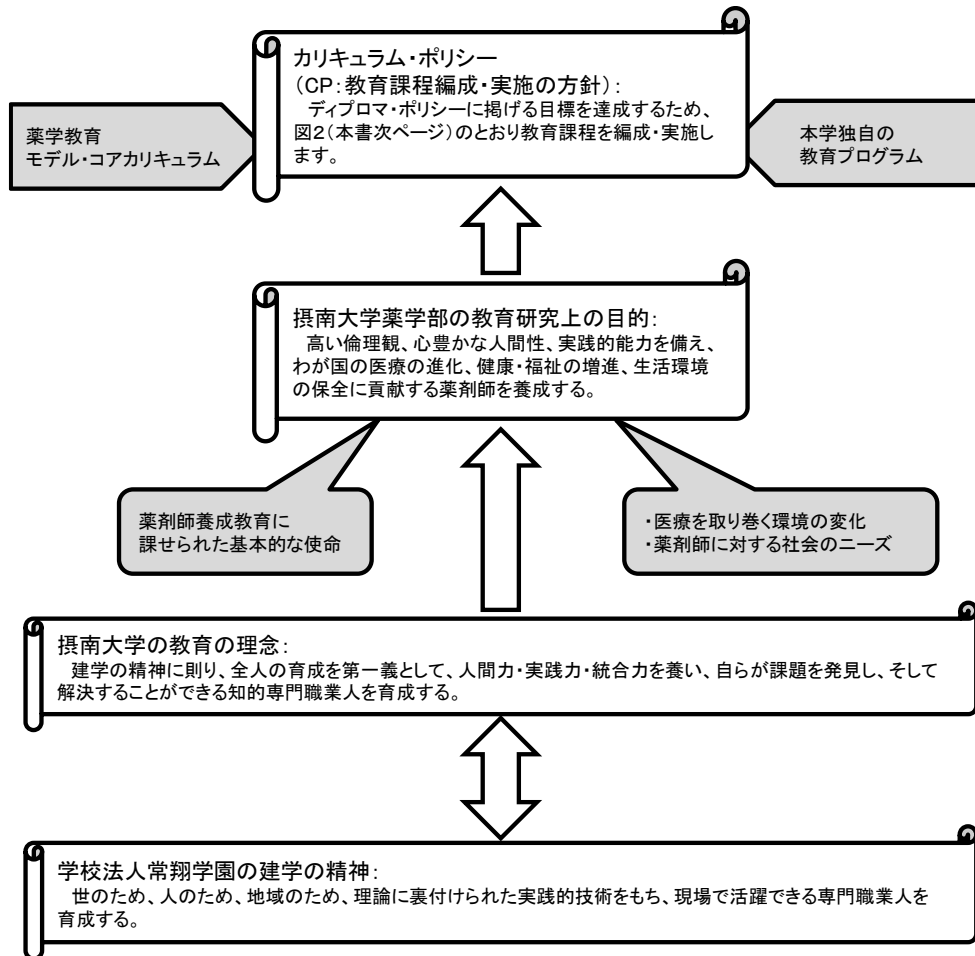 カリキュラム・ポリシー
(CP:教育課程編成・実施の方針):
ディプロマ・ポリシーに掲げる目標を達成するため、
図2(本書次ページ)のとおり教育課程を編成・実施し
ます。
薬学教育
モデル・コアカリキュラム
本学独自の
教育プログラム
摂南大学薬学部の教育研究上の目的:
高い倫理観、心豊かな人間性、実践的能力を備え、
わが国の医療の進化、健康・福祉の増進、生活環境
の保全に貢献する薬剤師を養成する。
薬剤師養成教育に
課せられた基本的な使命
・医療を取り巻く環境の変化
・薬剤師に対する社会のニーズ
摂南大学の教育の理念:
建学の精神に則り、全人の育成を第一義として、人間力・実践力・統合力を養い、自らが課題を発見し、そして
解決することができる知的専門職業人を育成する。
学校法人常翔学園の建学の精神:
世のため、人のため、地域のため、理論に裏付けられた実践的技術をもち、現場で活躍できる専門職業人を
育成する。